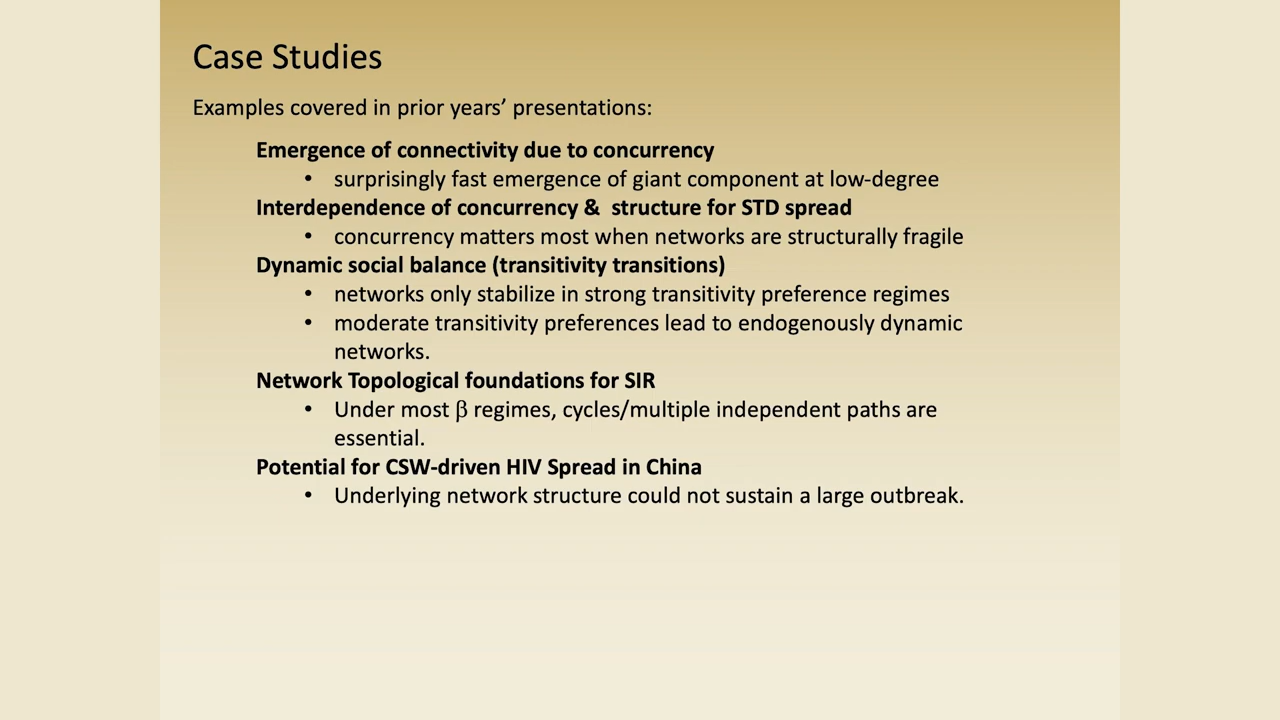 Case Studies
Examples covered in prior years’ presentations:
Emergence of connectivity due to concurrency
• surprisingly fast emergence of giant component at low-degree
Interdependence of concurrency &  structure for STD spread
• concurrency matters most when networks are structurally fragile
Dynamic social balance (transitivity transitions)
• networks only stabilize in strong transitivity preference regimes
• moderate transitivity preferences lead to endogenously dynamic
networks.
Network Topological foundations for SIR
• Under most β regimes, cycles/multiple independent paths are
essential.
Potential for CSW-driven HIV Spread in China
• Underlying network structure could not sustain a large outbreak.